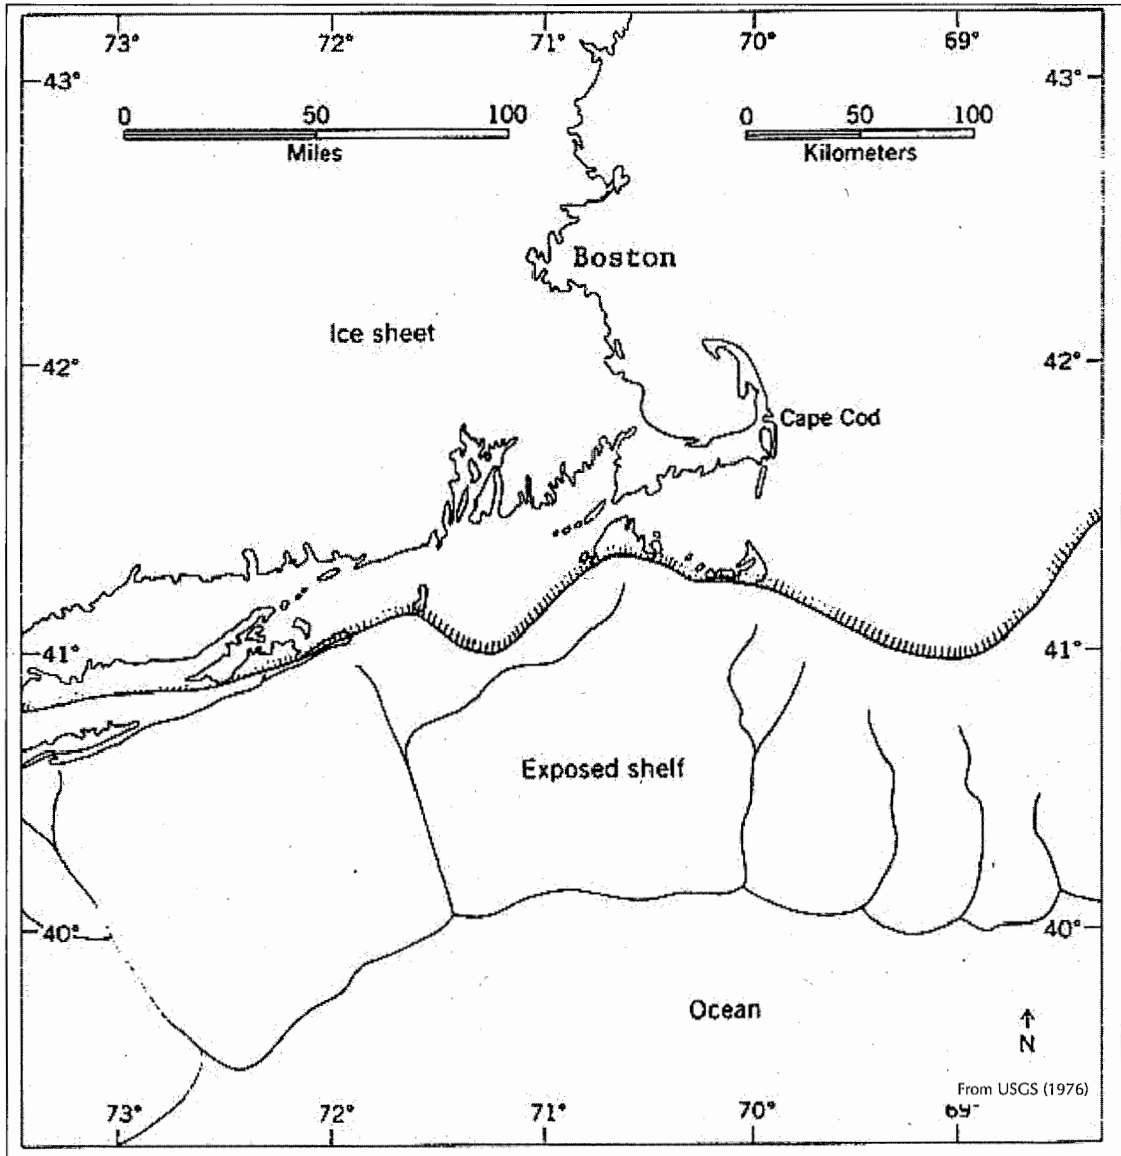 73° 72° 71° 70° 69°
43° 43°
0 50 100 0 50 100
Miles Kilometers
Boston
Ice sheet
42° 42°
Cape Cod
41° 41°
Exposed shelf
40° 40°
Ocean
N
From USGS (1976)
73° 72° 71° 70° 69°